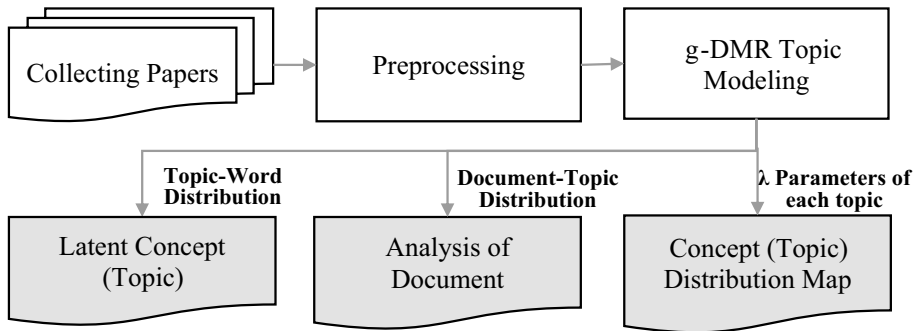 Collecting Papers
Preprocessing
g-DMR Topic
Modeling
Topic-Word
Distribution
Document-Topic
Distribution
λ Parameters of
each topic
Latent Concept
(Topic)
Analysis of
Document
Concept (Topic)
Distribution Map